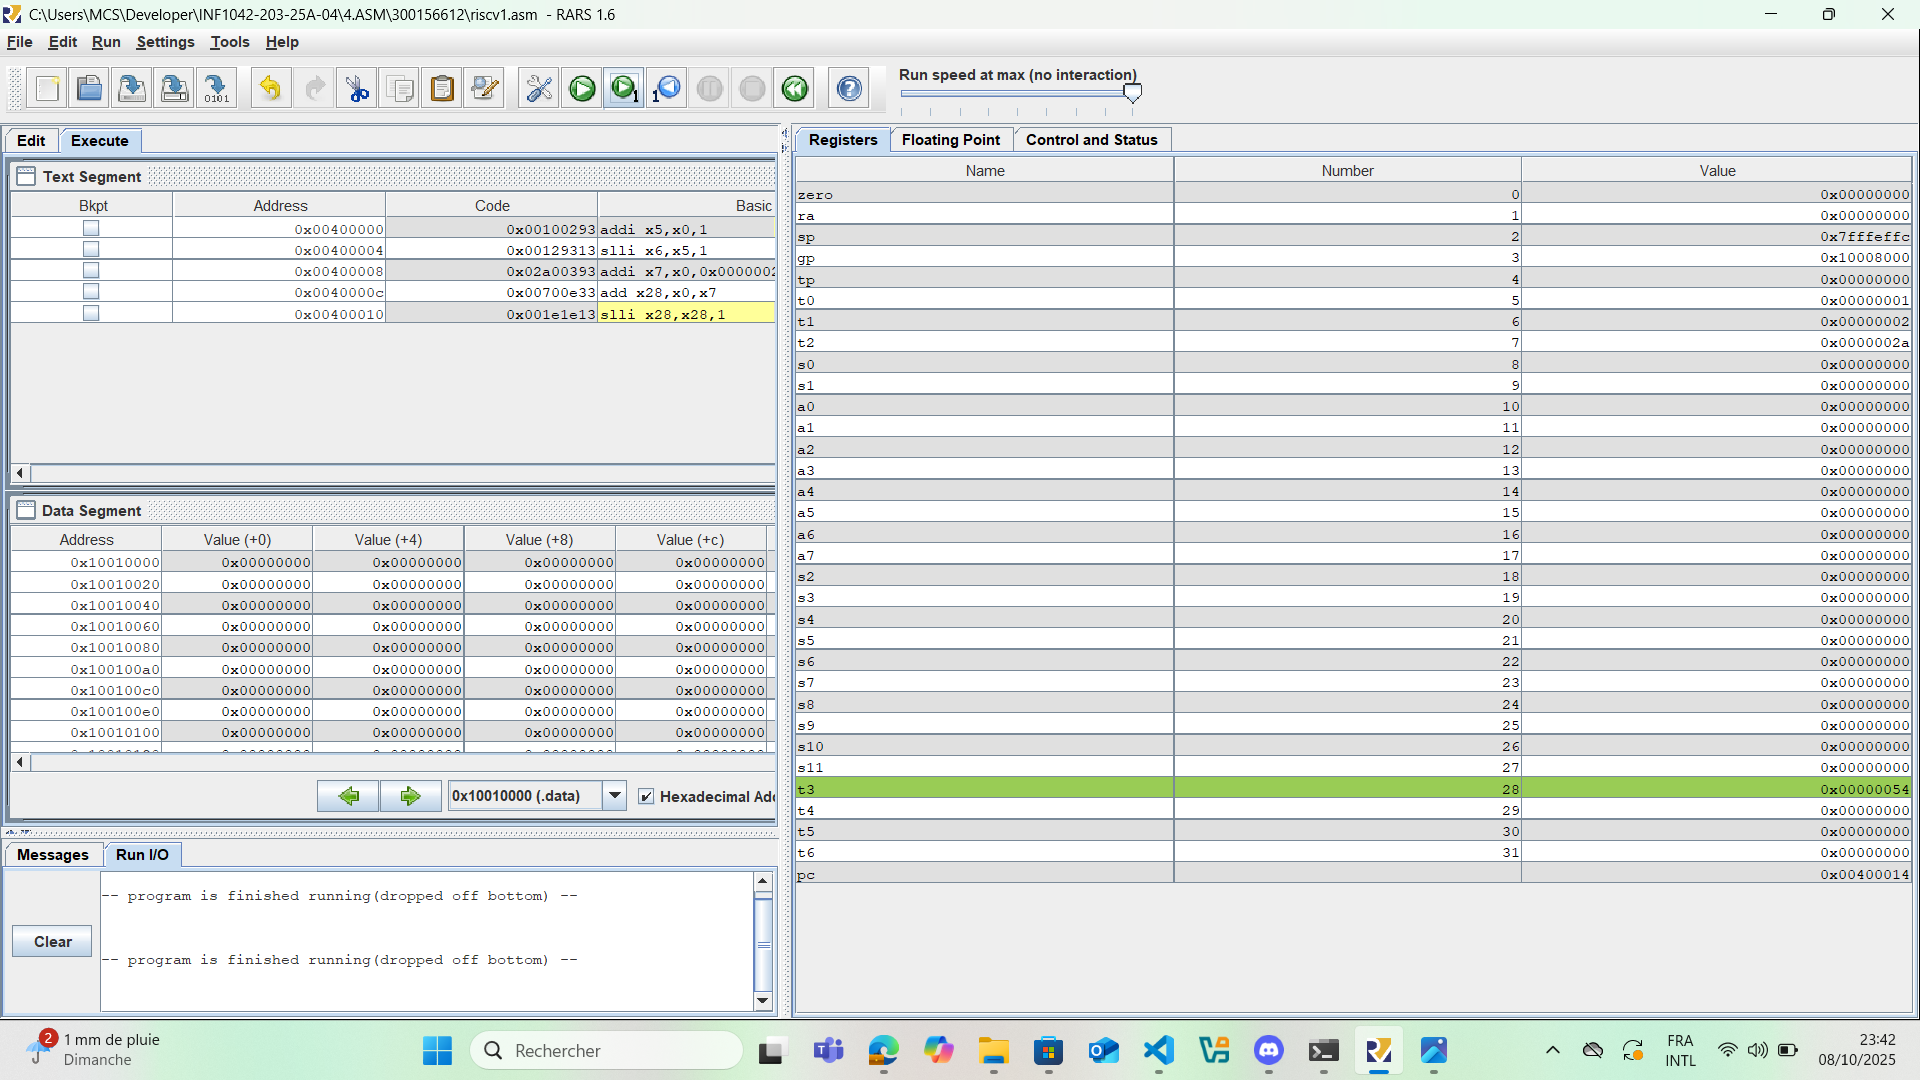 C:\Users\MCS\Developer\INF1042-203-25A-04\4.ASM\300156612\riscv1.asm - RARS 1.6
File Edit Run Settings Tools Help
Run speed at max (no interaction)
Edit Execute
Text Segment
Bkpt Address Code Basic
0x00400000 0x00100293 addi x5,x0,1
0x00400004 0x00129313 slli x6,x5,1
0x00400008 0x02a00393 addi x7,x0,0x0000002
0x0040000c 0x00700e33 add x28,x0,x7
0x00400010 0x001e1e13 slli x28,x28,1
Data Segment
Address Value (+0) Value (+4) Value (+8) Value (+c)
0x10010000 0x00000000 0x00000000 0x00000000 0x00000000
0x10010020 0x00000000 0x00000000 0x00000000 0x00000000
0x10010040 0x00000000 0x00000000 0x00000000 0x00000000
0x10010060 0x00000000 0x00000000 0x00000000 0x00000000
0x10010080 0x00000000 0x00000000 0x00000000 0x00000000
0x100100a0 0x00000000 0x00000000 0x00000000 0x00000000
0x100100c0 0x00000000 0x00000000 0x00000000 0x00000000
0x100100e0 0x00000000 0x00000000 0x00000000 0x00000000
0x10010100 0x00000000 0x00000000 0x00000000 0x00000000
0x10010000 (.data) Hexadecimal Ad
Messages Run I/O
-- program is finished running(dropped off bottom) --
Clear
-- program is finished running(dropped off bottom) --
Registers Floating Point Control and Status
Name Number Value
zero 0 0x00000000
ra 1 0x00000000
sp 2 0x7fffeffc
gp 3 0x10008000
tp 4 0x00000000
t0 5 0x00000001
t1 6 0x00000002
t2 7 0x0000002a
s0 8 0x00000000
s1 9 0x00000000
a0 10 0x00000000
a1 11 0x00000000
a2 12 0x00000000
a3 13 0x00000000
a4 14 0x00000000
a5 15 0x00000000
a6 16 0x00000000
a7 17 0x00000000
s2 18 0x00000000
s3 19 0x00000000
s4 20 0x00000000
s5 21 0x00000000
s6 22 0x00000000
s7 23 0x00000000
s8 24 0x00000000
s9 25 0x00000000
s10 26 0x00000000
s11 27 0x00000000
t3 28 0x00000054
t4 29 0x00000000
t5 30 0x00000000
t6 31 0x00000000
pc 0x00400014
2 1 mm de pluie
Dimanche
Rechercher
FRA
INTL
23:42
08/10/2025